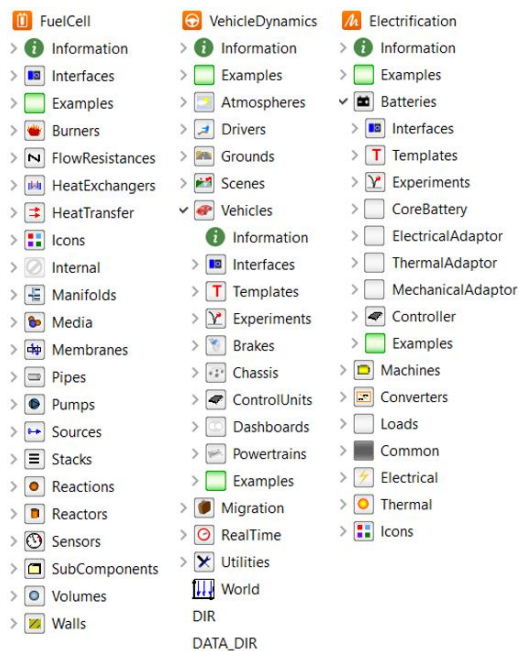 FuelCell
Information
Interfaces
Examples
Burners
FlowResistances
HeatExchangers
HeatTransfer
Icons
Internal
Manifolds
Media
Membranes
Pipes
Pumps
Sources
Stacks
Reactions
Reactors
Sensors
SubComponents
Volumes
Walls
VehicleDynamics
Information
Examples
Atmospheres
Drivers
Grounds
Scenes
Vehicles
Information
Interfaces
Templates
Experiments
Brakes
Chassis
ControlUnits
Dashboards
Powertrains
Examples
Migration
RealTime
Utilities
World
DIR
DATA_DIR
Electrification
Information
Examples
Batteries
Interfaces
Templates
Experiments
CoreBattery
ElectricalAdaptor
ThermalAdaptor
MechanicalAdaptor
Controller
Examples
Machines
Converters
Loads
Common
Electrical
Thermal
Icons